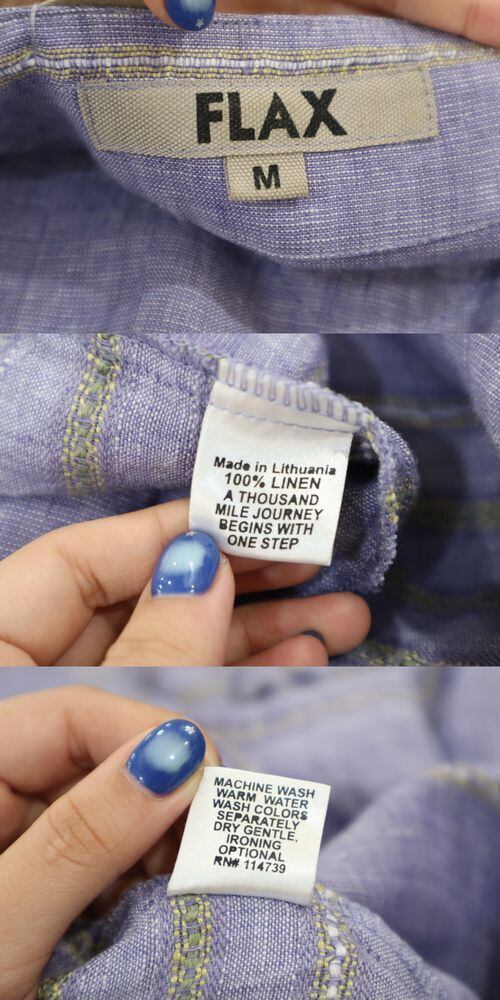 FLAX
M
Made in Lithuania
100% LINEN
A THOUSAND
MILE JOURNEY
BEGINS WITH
ONE STEP
MACHINE WASH
WARM WATER
WASH COLORS
SEPARATELY
DRY GENTLE,
IRONING
OPTIONAL
RN# 114739